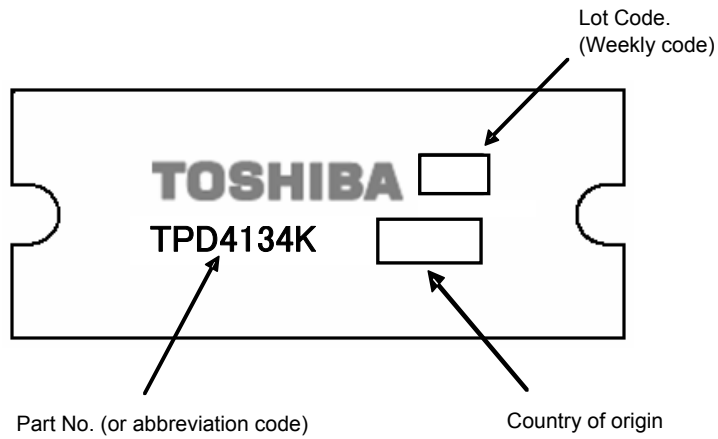 Lot Code.
(Weekly code)
TOSHIBA
TPD4134K
Part No. (or abbreviation code)
Country of origin